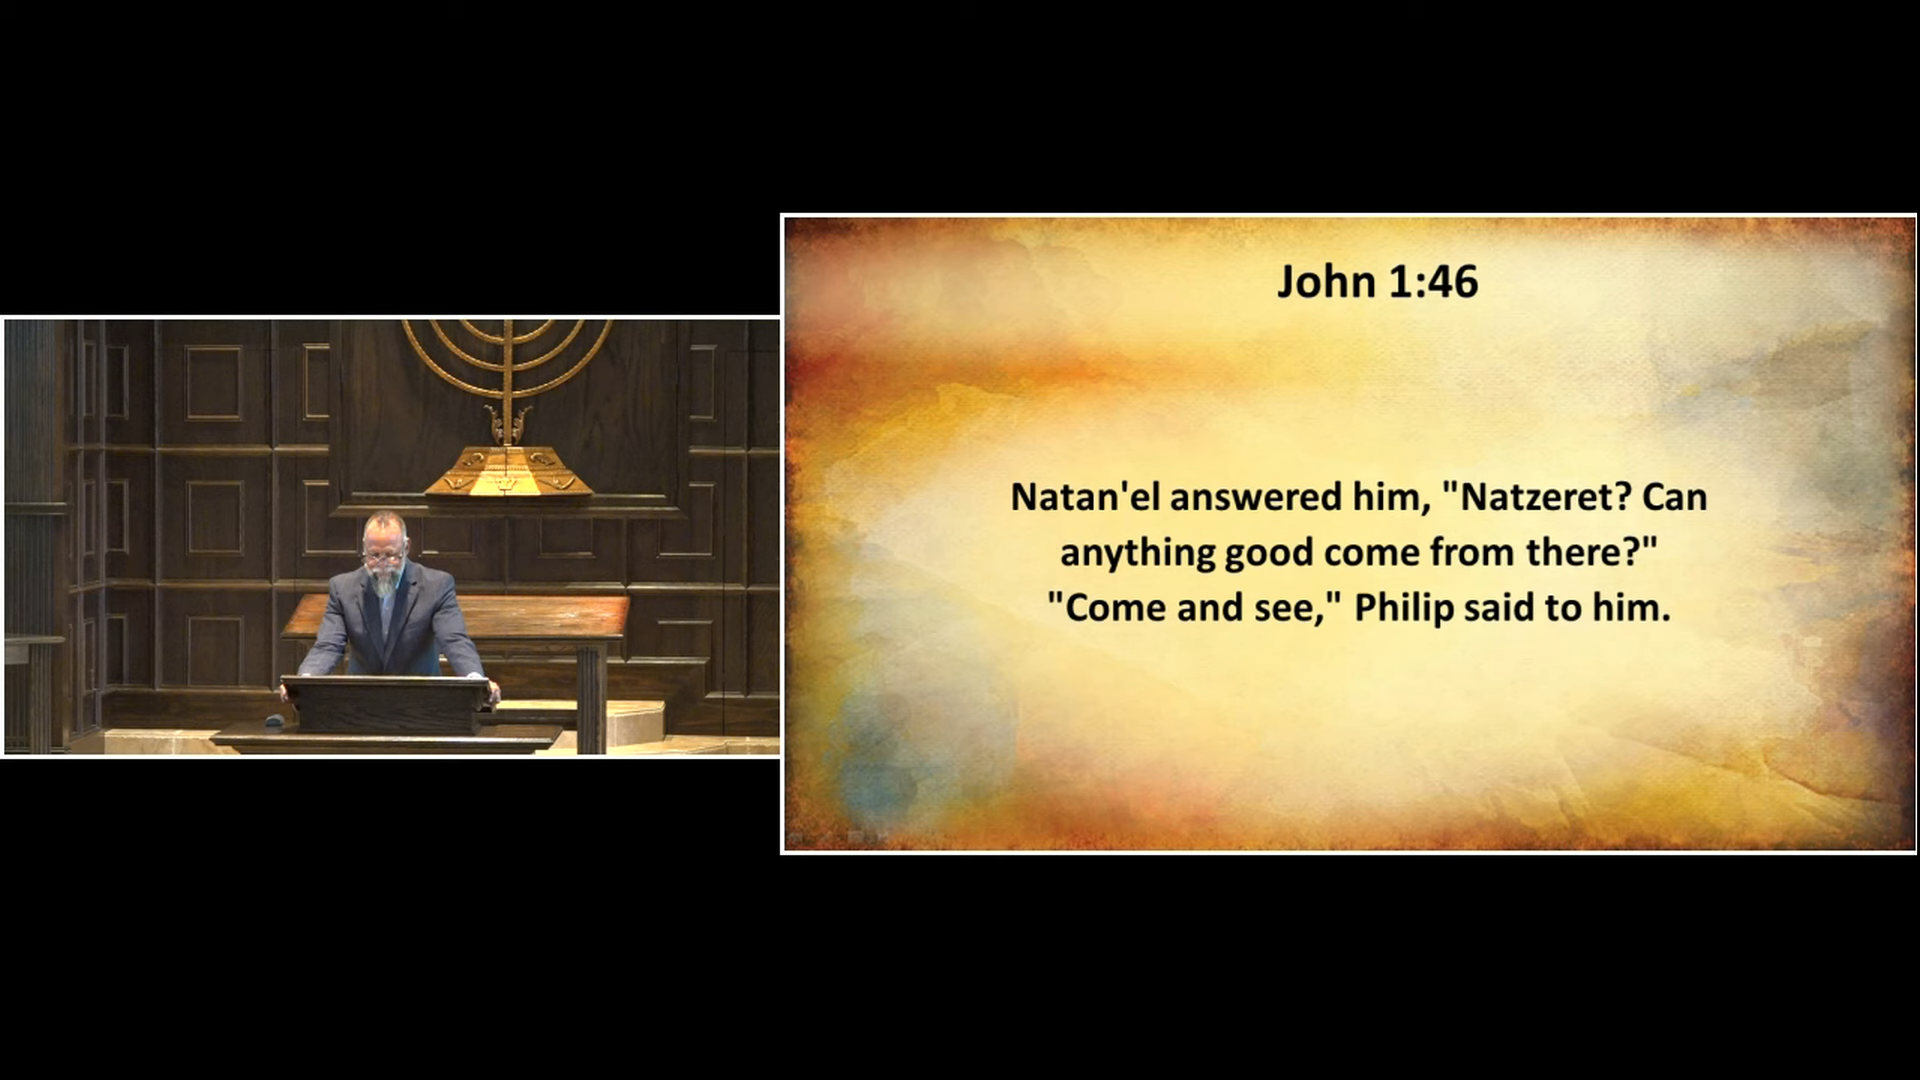 John 1:46
Natan'el answered him, "Natzeret? Can
anything good come from there?"
"Come and see," Philip said to him.